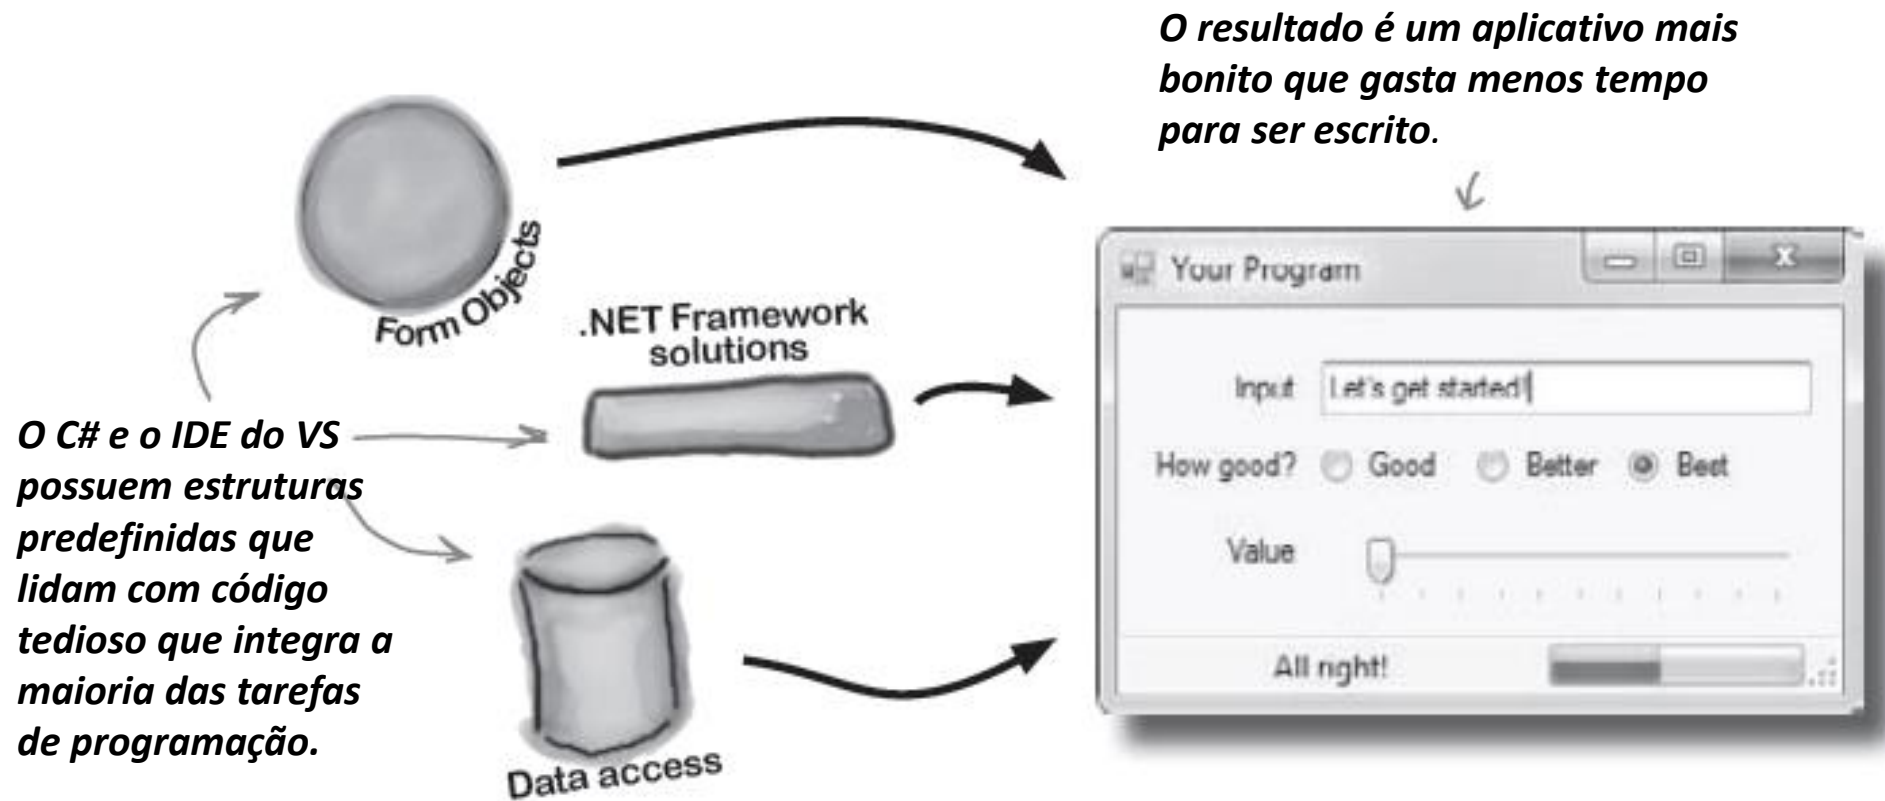 O resultado é um aplicativo mais
bonito que gasta menos tempo
para ser escrito.
Form Objects
.NET Framework
solutions
O C# e o IDE do VS
possuem estruturas
predefinidas que
lidam com código
tedioso que integra a
maioria das tarefas
de programação.
Data access
Your Program
Input Let's get started!
How good? Good Better Best
Value
All right!